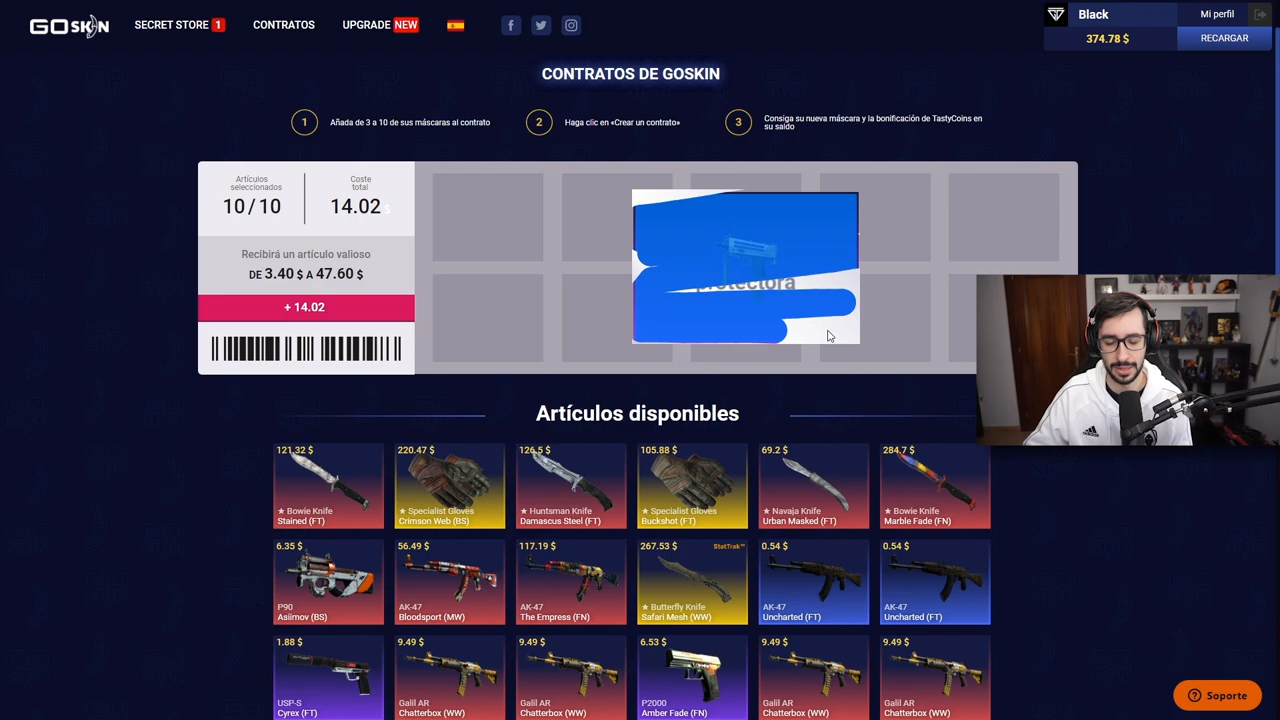 GOSKIN
SECRET STORE 1
CONTRATOS
UPGRADE NEW
Black
Mi perfil
374.78 $
RECARGAR
CONTRATOS DE GOSKIN
1
Añada de 3 a 10 de sus máscaras al contrato
2
Haga clic en «Crear un contrato»
3
Consiga su nueva máscara y la bonificación de TastyCoins en
su saldo
Artículos
seleccionados
10/10
Coste
total
14.02 $
Recibirá un artículo valioso
DE 3.40 $ A 47.60 $
+ 14.02
protectora
Artículos disponibles
121.32 $
★ Bowie Knife
Stained (FT)
220.47 $
★ Specialist Gloves
Crimson Web (BS)
126.5 $
★ Huntsman Knife
Damascus Steel (FT)
105.88 $
★ Specialist Gloves
Buckshot (FT)
69.2 $
★ Navaja Knife
Urban Masked (FT)
284.7 $
★ Bowie Knife
Marble Fade (FN)
6.35 $
P90
Asiimov (BS)
56.49 $
AK-47
Bloodsport (MW)
117.19 $
AK-47
The Empress (FN)
267.53 $
StatTrak™
★ Butterfly Knife
Safari Mesh (WW)
0.54 $
AK-47
Uncharted (FT)
0.54 $
AK-47
Uncharted (FT)
1.88 $
USP-S
Cyrex (FT)
9.49 $
Galil AR
Chatterbox (WW)
9.49 $
Galil AR
Chatterbox (WW)
6.53 $
P2000
Amber Fade (FN)
9.49 $
Galil AR
Chatterbox (WW)
9.49 $
Galil AR
Chatterbox (WW)
Soporte